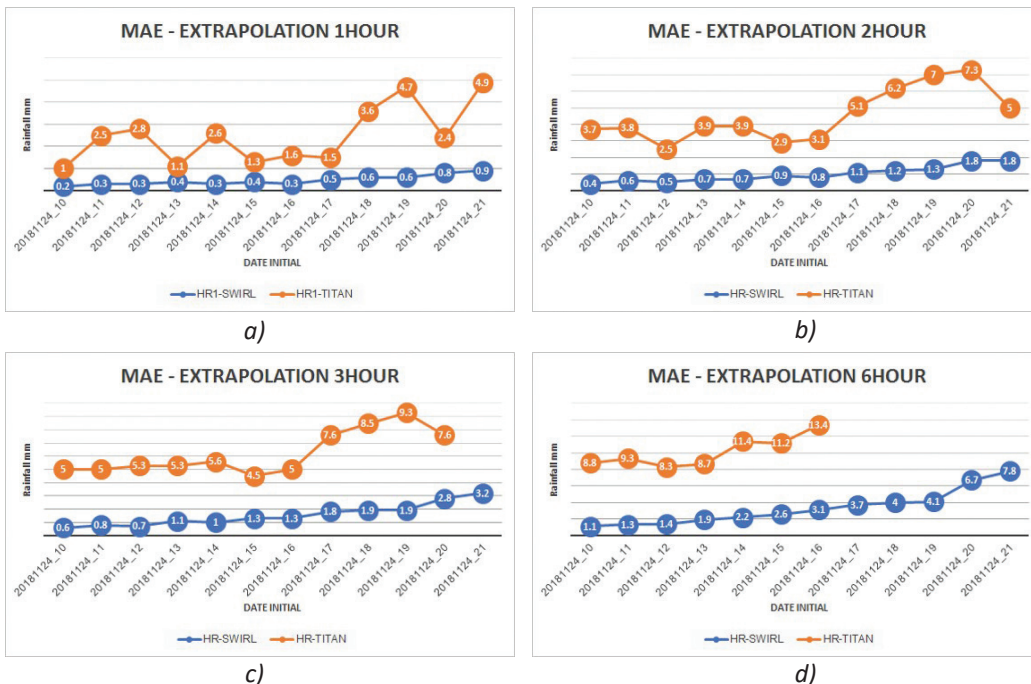 MAE - EXTRAPOLATION 1HOUR
Rainfall mm
1 2.5 2.8 1.1 2.6 1.3 1.6 1.5 3.6 4.7 2.4 4.9
0.2 0.3 0.3 0.4 0.3 0.4 0.3 0.5 0.6 0.6 0.8 0.9
20181124_10 20181124_11 20181124_12 20181124_13 20181124_14 20181124_15 20181124_16 20181124_17 20181124_18 20181124_19 20181124_20 20181124_21
DATE INITIAL
HR1-SWIRL HR1-TITAN
a)
MAE - EXTRAPOLATION 2HOUR
Rainfall mm
3.7 3.8 2.5 3.9 3.9 2.9 3.1 5.1 6.2 7 7.3 5
0.4 0.6 0.5 0.7 0.7 0.9 0.8 1.1 1.2 1.3 1.8 1.8
20181124_10 20181124_11 20181124_12 20181124_13 20181124_14 20181124_15 20181124_16 20181124_17 20181124_18 20181124_19 20181124_20 20181124_21
DATE INITIAL
HR-SWIRL HR-TITAN
b)
MAE - EXTRAPOLATION 3HOUR
Rainfall mm
5 5 5.3 5.3 5.6 4.5 5 7.6 8.5 9.3 7.6
0.6 0.8 0.7 1.1 1 1.3 1.3 1.8 1.9 1.9 2.8 3.2
20181124_10 20181124_11 20181124_12 20181124_13 20181124_14 20181124_15 20181124_16 20181124_17 20181124_18 20181124_19 20181124_20 20181124_21
DATE INITIAL
HR-SWIRL HR-TITAN
c)
MAE - EXTRAPOLATION 6HOUR
Rainfall mm
8.8 9.3 8.3 8.7 11.4 11.2 13.4
1.1 1.3 1.4 1.9 2.2 2.6 3.1 3.7 4 4.1 6.7 7.8
20181124_10 20181124_11 20181124_12 20181124_13 20181124_14 20181124_15 20181124_16 20181124_17 20181124_18 20181124_19 20181124_20 20181124_21
DATE INITIAL
HR-SWIRL HR-TITAN
d)